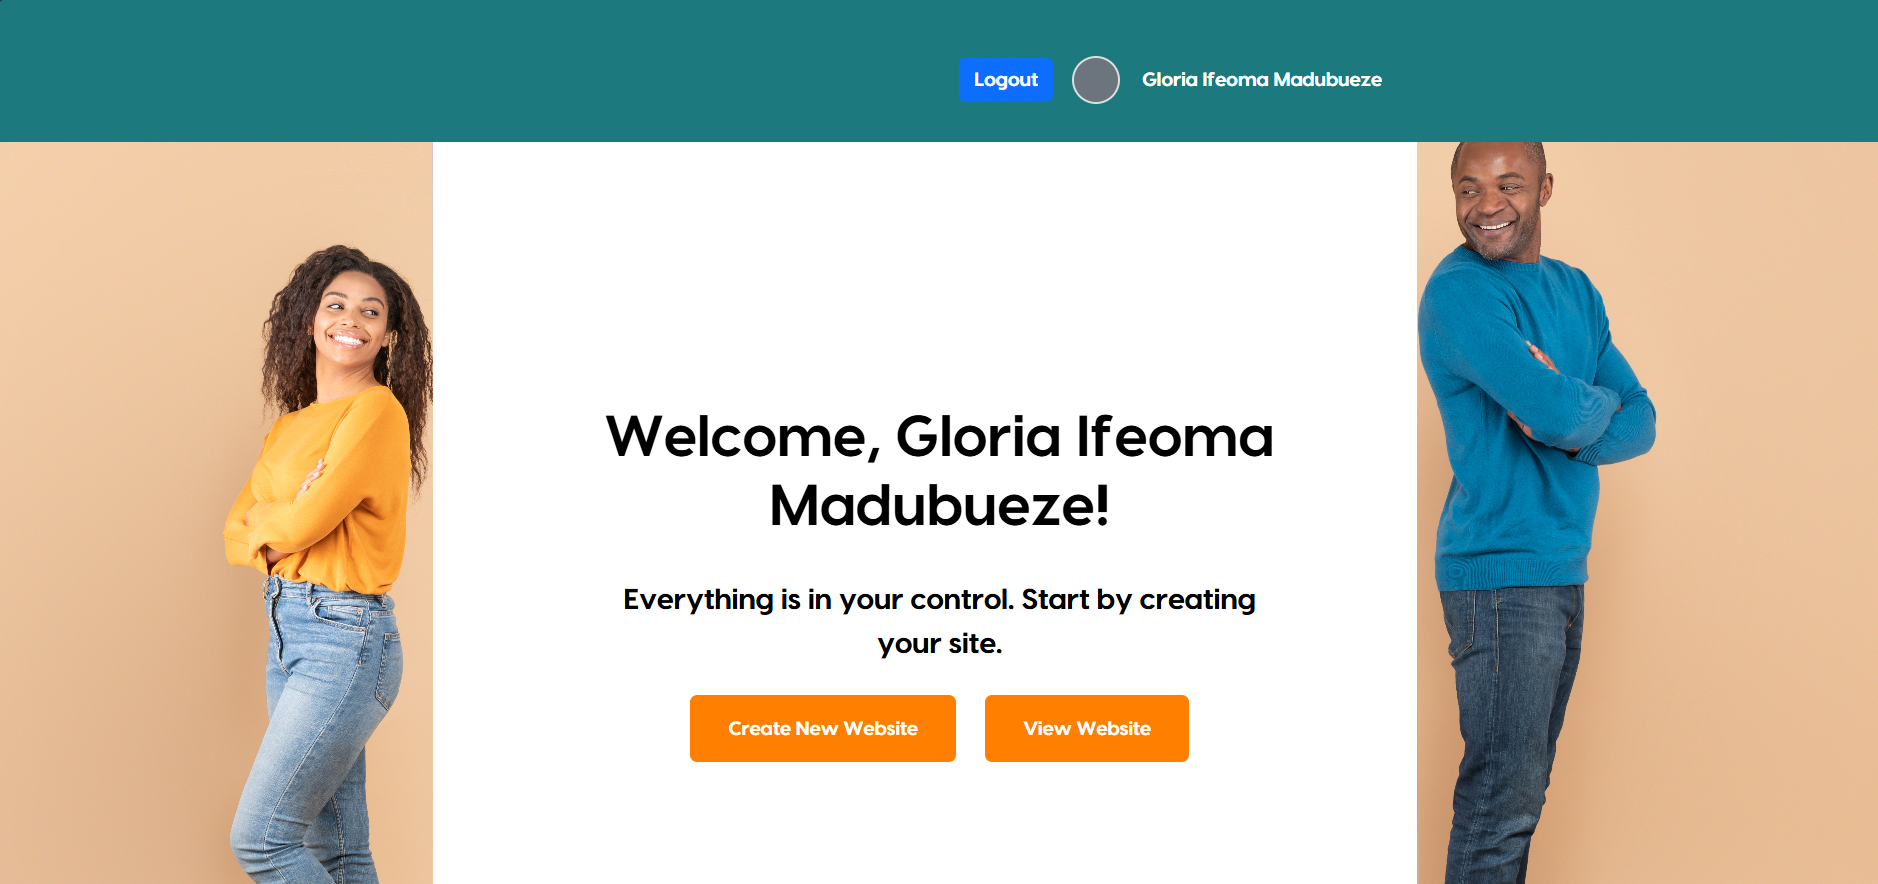 Logout
Gloria Ifeoma Madubueze
Welcome, Gloria Ifeoma
Madubueze!
Everything is in your control. Start by creating
your site.
Create New Website
View Website